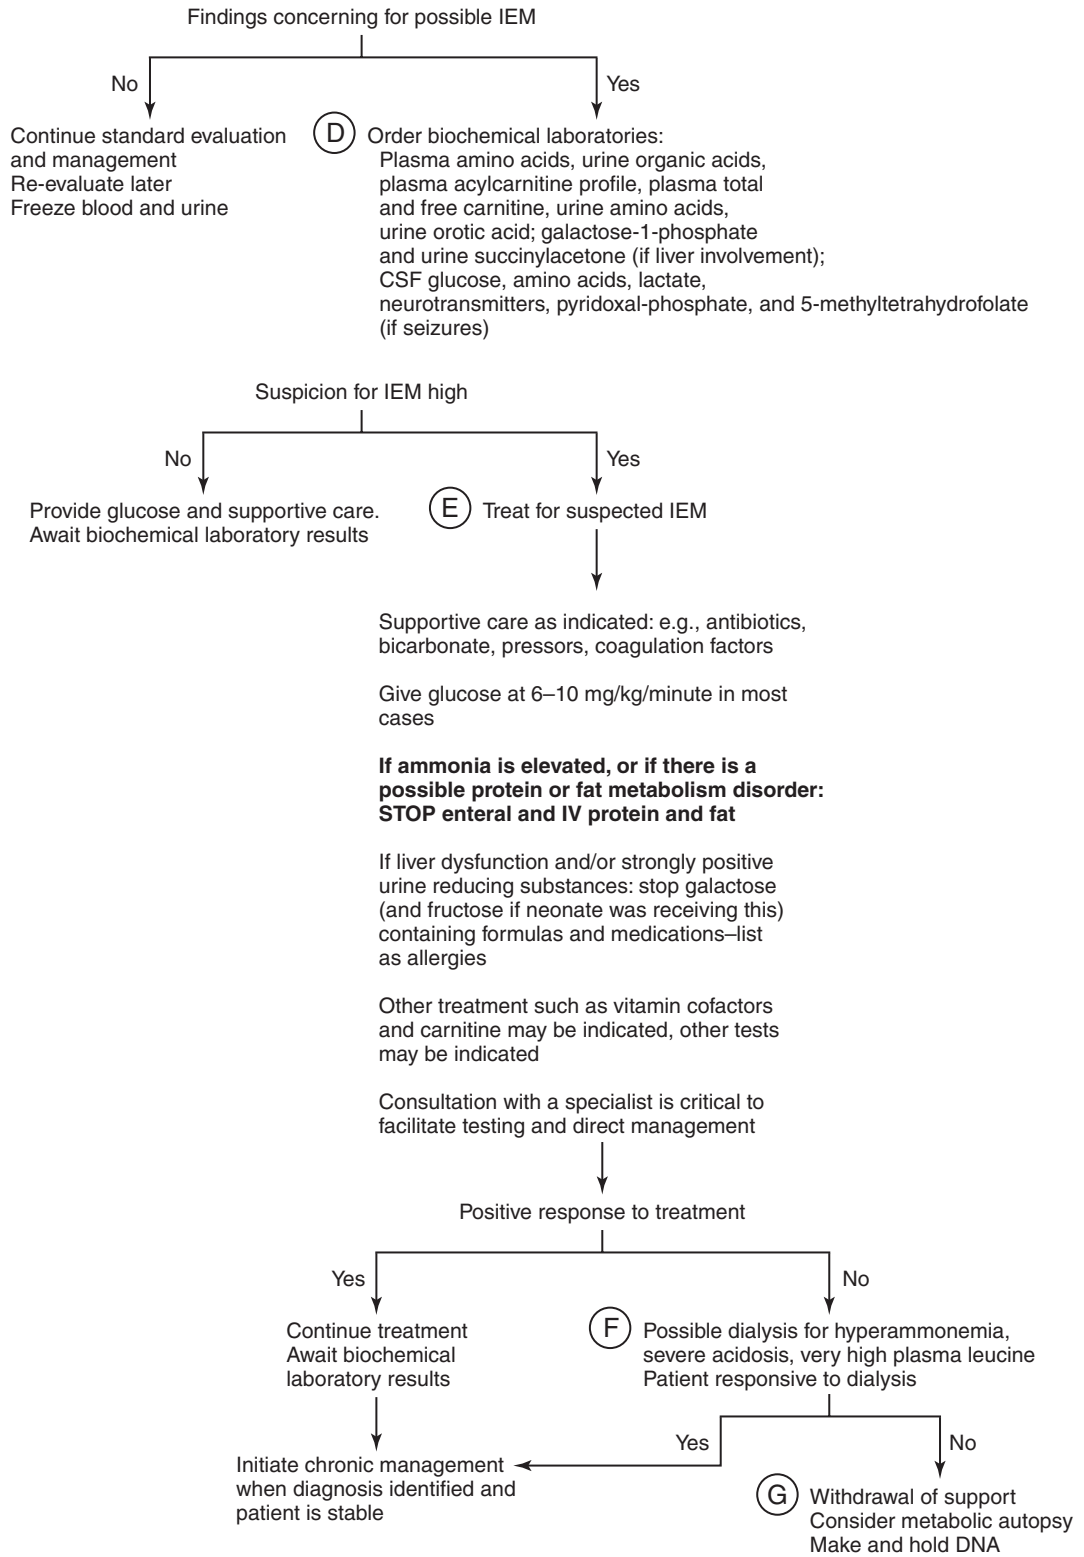 Findings concerning for possible IEM
No
Yes
Continue standard evaluation
and management
Re-evaluate later
Freeze blood and urine
D
Order biochemical laboratories:
Plasma amino acids, urine organic acids,
plasma acylcarnitine profile, plasma total
and free carnitine, urine amino acids,
urine orotic acid; galactose-1-phosphate
and urine succinylacetone (if liver involvement);
CSF glucose, amino acids, lactate,
neurotransmitters, pyridoxal-phosphate, and 5-methyltetrahydrofolate
(if seizures)
Suspicion for IEM high
No
Yes
Provide glucose and supportive care.
Await biochemical laboratory results
E
Treat for suspected IEM
Supportive care as indicated: e.g., antibiotics,
bicarbonate, pressors, coagulation factors
Give glucose at 6–10 mg/kg/minute in most
cases
If ammonia is elevated, or if there is a
possible protein or fat metabolism disorder:
STOP enteral and IV protein and fat
If liver dysfunction and/or strongly positive
urine reducing substances: stop galactose
(and fructose if neonate was receiving this)
containing formulas and medications–list
as allergies
Other treatment such as vitamin cofactors
and carnitine may be indicated, other tests
may be indicated
Consultation with a specialist is critical to
facilitate testing and direct management
Positive response to treatment
Yes
No
Continue treatment
Await biochemical
laboratory results
F
Possible dialysis for hyperammonemia,
severe acidosis, very high plasma leucine
Patient responsive to dialysis
Yes
No
Initiate chronic management
when diagnosis identified and
patient is stable
G
Withdrawal of support
Consider metabolic autopsy
Make and hold DNA